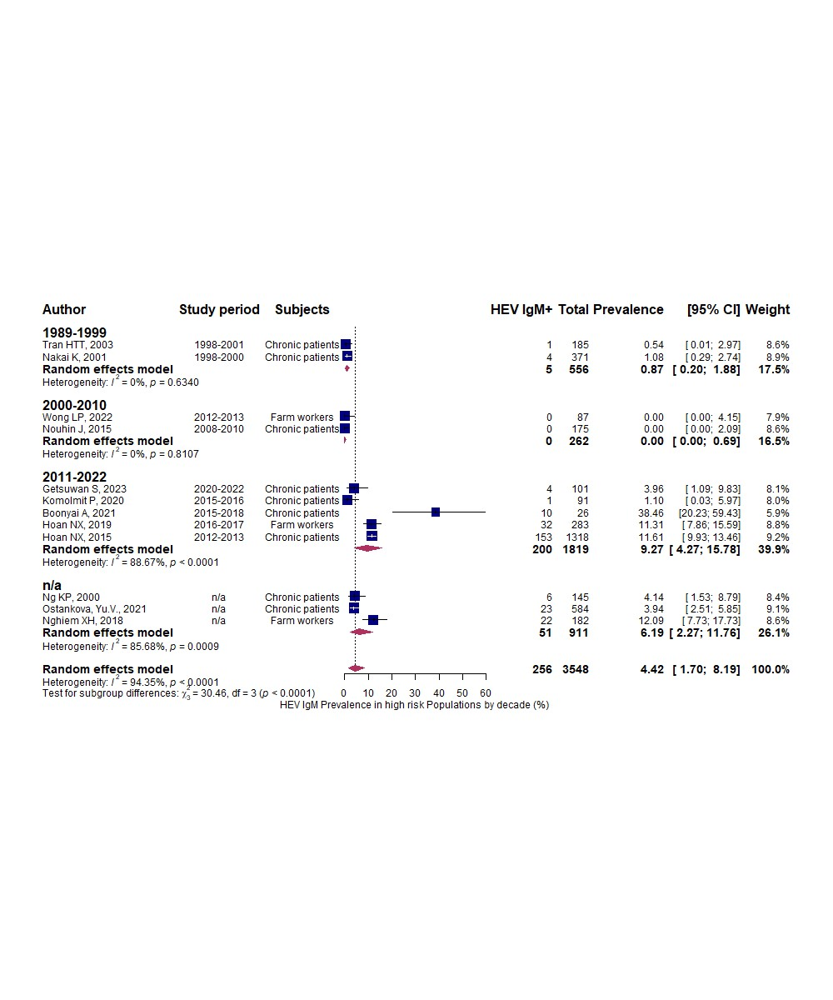 Author Study period Subjects HEV IgM+ Total Prevalence [95% CI] Weight
1989-1999
Tran HTT, 2003 1998-2001 Chronic patients 1 185 0.54 [ 0.01; 2.97] 8.6%
Nakai K, 2001 1998-2000 Chronic patients 4 371 1.08 [ 0.29; 2.74] 8.9%
Random effects model 5 556 0.87 [ 0.20; 1.88] 17.5%
Heterogeneity: I² = 0%, p = 0.6340
2000-2010
Wong LP, 2022 2012-2013 Farm workers 0 87 0.00 [ 0.00; 4.15] 7.9%
Nouhin J, 2015 2008-2010 Chronic patients 0 175 0.00 [ 0.00; 2.09] 8.6%
Random effects model 0 262 0.00 [ 0.00; 0.69] 16.5%
Heterogeneity: I² = 0%, p = 0.8107
2011-2022
Getsuwan S, 2023 2020-2022 Chronic patients 4 101 3.96 [ 1.09; 9.83] 8.1%
Komolmit P, 2020 2015-2016 Chronic patients 1 91 1.10 [ 0.03; 5.97] 8.0%
Boonyai A, 2021 2015-2018 Chronic patients 10 26 38.46 [20.23; 59.43] 5.9%
Hoan NX, 2019 2016-2017 Farm workers 32 283 11.31 [ 7.86; 15.59] 8.8%
Hoan NX, 2015 2012-2013 Chronic patients 153 1318 11.61 [ 9.93; 13.46] 9.2%
Random effects model 200 1819 9.27 [ 4.27; 15.78] 39.9%
Heterogeneity: I² = 88.67%, p < 0.0001
n/a
Ng KP, 2000 n/a Chronic patients 6 145 4.14 [ 1.53; 8.79] 8.4%
Ostankova, Yu.V., 2021 n/a Chronic patients 23 584 3.94 [ 2.51; 5.85] 9.1%
Nghiem XH, 2018 n/a Farm workers 22 182 12.09 [ 7.73; 17.73] 8.6%
Random effects model 51 911 6.19 [ 2.27; 11.76] 26.1%
Heterogeneity: I² = 85.68%, p = 0.0009
Random effects model 256 3548 4.42 [ 1.70; 8.19] 100.0%
Heterogeneity: I² = 94.35%, p < 0.0001
Test for subgroup differences: χ²₃ = 30.46, df = 3 (p < 0.0001)
0 10 20 30 40 50 60
HEV IgM Prevalence in high risk Populations by decade (%)